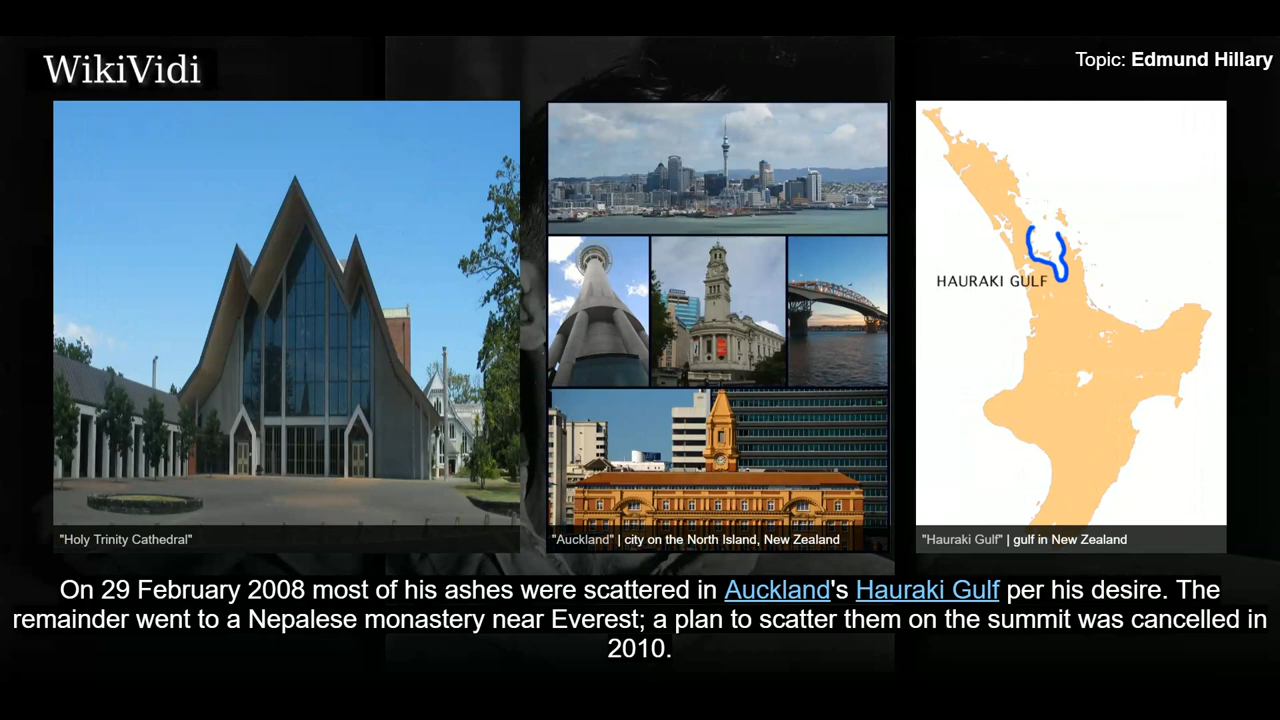 WikiVidi
Topic: Edmund Hillary
HAURAKI GULF
"Holy Trinity Cathedral"
"Auckland" | city on the North Island, New Zealand
"Hauraki Gulf" | gulf in New Zealand
On 29 February 2008 most of his ashes were scattered in Auckland's Hauraki Gulf per his desire. The
remainder went to a Nepalese monastery near Everest; a plan to scatter them on the summit was cancelled in
2010.